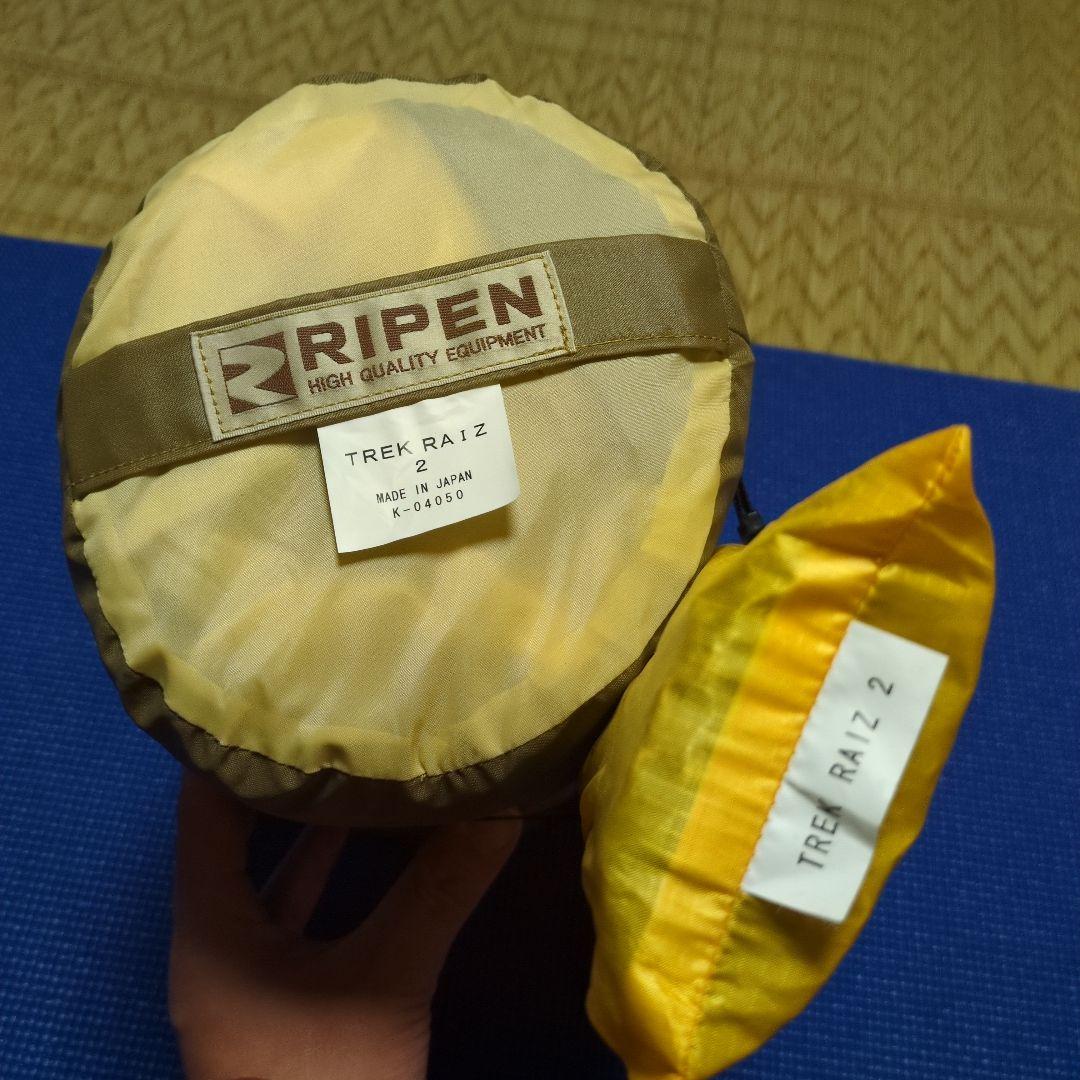 RIPEN
HIGH QUALITY EQUIPMENT
TREK RAIZ
2
MADE IN JAPAN
K-04050
TREK RAIZ 2